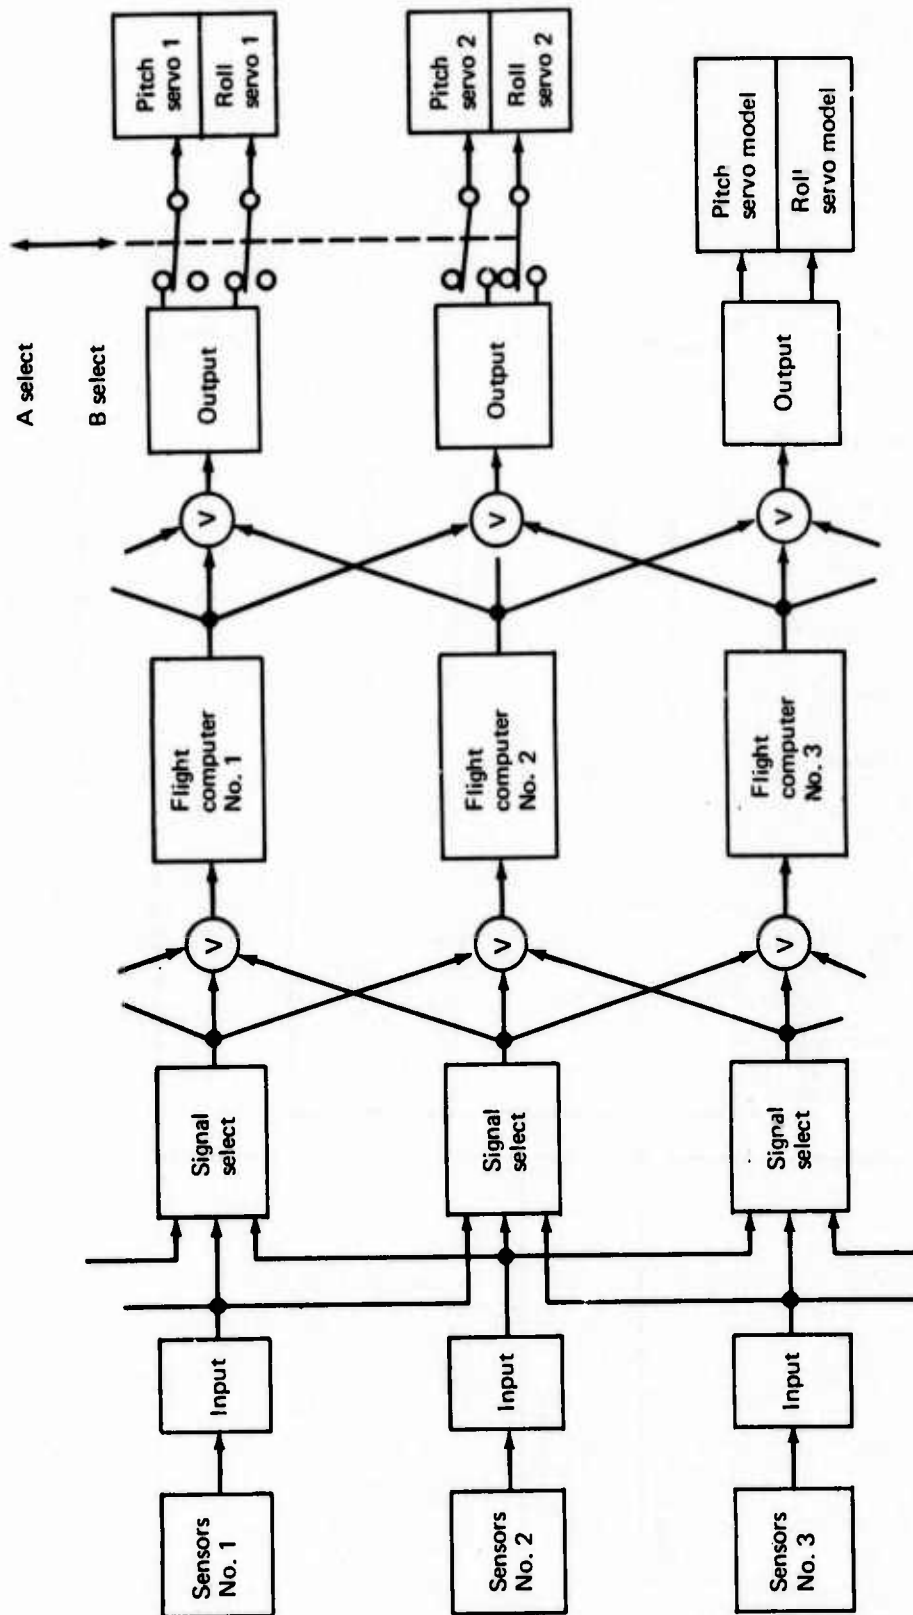 A select
B select
Sensors
No. 1
Input
Signal
select
V
Flight
computer
No. 1
V
Output
Pitch
servo 1
Roll
servo 1
Sensors
No. 2
Input
Signal
select
V
Flight
computer
No. 2
V
Output
Pitch
servo 2
Roll
servo 2
Sensors
No. 3
Input
Signal
select
V
Flight
computer
No. 3
V
Output
Pitch
servo model
Roll
servo model